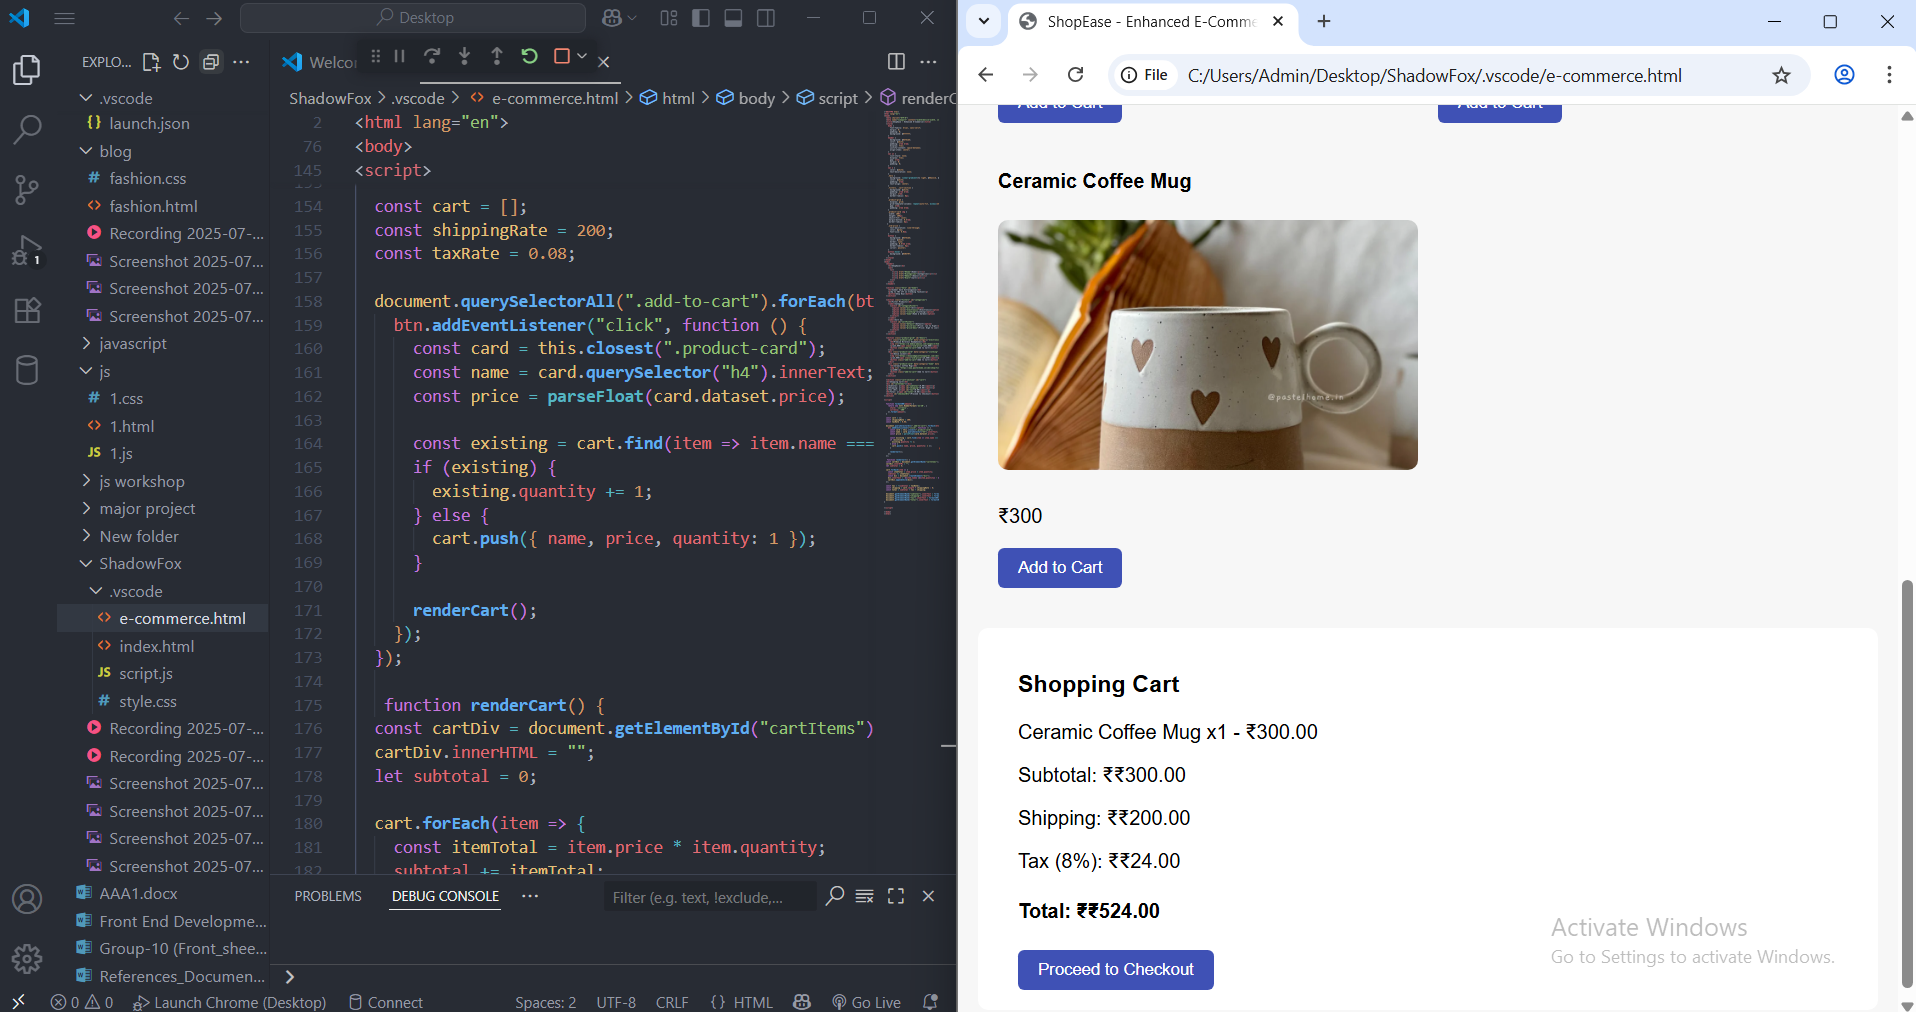 Desktop
EXPLO...
.vscode
launch.json
blog
fashion.css
fashion.html
Recording 2025-07-...
Screenshot 2025-07...
Screenshot 2025-07...
Screenshot 2025-07...
javascript
js
1.css
1.html
JS 1.js
js workshop
major project
New folder
ShadowFox
.vscode
e-commerce.html
index.html
JS script.js
style.css
Recording 2025-07-...
Recording 2025-07-...
Screenshot 2025-07...
Screenshot 2025-07...
Screenshot 2025-07...
Screenshot 2025-07...
AAA1.docx
Front End Developme...
Group-10 (Front_shee...
References_Documen...
1
Welco
ShadowFox > .vscode > e-commerce.html > html > body > script > renderC
2 <html lang="en">
76 <body>
145 <script>
154 const cart = [];
155 const shippingRate = 200;
156 const taxRate = 0.08;
157
158 document.querySelectorAll(".add-to-cart").forEach(bt
159 btn.addEventListener("click", function () {
160 const card = this.closest(".product-card");
161 const name = card.querySelector("h4").innerText;
162 const price = parseFloat(card.dataset.price);
163
164 const existing = cart.find(item => item.name ===
165 if (existing) {
166 existing.quantity += 1;
167 } else {
168 cart.push({ name, price, quantity: 1 });
169 }
170
171 renderCart();
172 });
173 });
174
175 function renderCart() {
176 const cartDiv = document.getElementById("cartItems")
177 cartDiv.innerHTML = "";
178 let subtotal = 0;
179
180 cart.forEach(item => {
181 const itemTotal = item.price * item.quantity;
182 subtotal += itemTotal;
PROBLEMS DEBUG CONSOLE ... Filter (e.g. text, !exclude,...
0 0 Launch Chrome (Desktop) Connect Spaces: 2 UTF-8 CRLF {} HTML Go Live
ShopEase - Enhanced E-Comme
File C:/Users/Admin/Desktop/ShadowFox/.vscode/e-commerce.html
Add to Cart Add to Cart
Ceramic Coffee Mug
@pastelhome.in
₹300
Add to Cart
Shopping Cart
Ceramic Coffee Mug x1 - ₹300.00
Subtotal: ₹₹300.00
Shipping: ₹₹200.00
Tax (8%): ₹₹24.00
Total: ₹₹524.00
Proceed to Checkout
Activate Windows
Go to Settings to activate Windows.